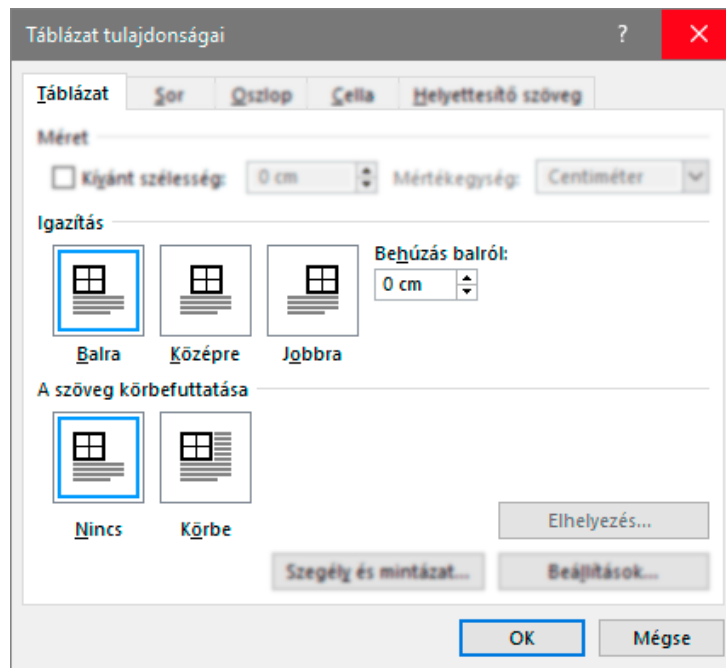 Táblázat tulajdonságai ?
Táblázat Sor Oszlop Cella Helyettesítő szöveg
Méret
Kívánt szélesség: 0 cm Mértékegység: Centiméter
Igazítás
Behúzás balról:
0 cm
Balra Középre Jobbra
A szöveg körbefuttatása
Nincs Körbe
Elhelyezés...
Szegély és mintázat... Beállítások...
OK Mégse